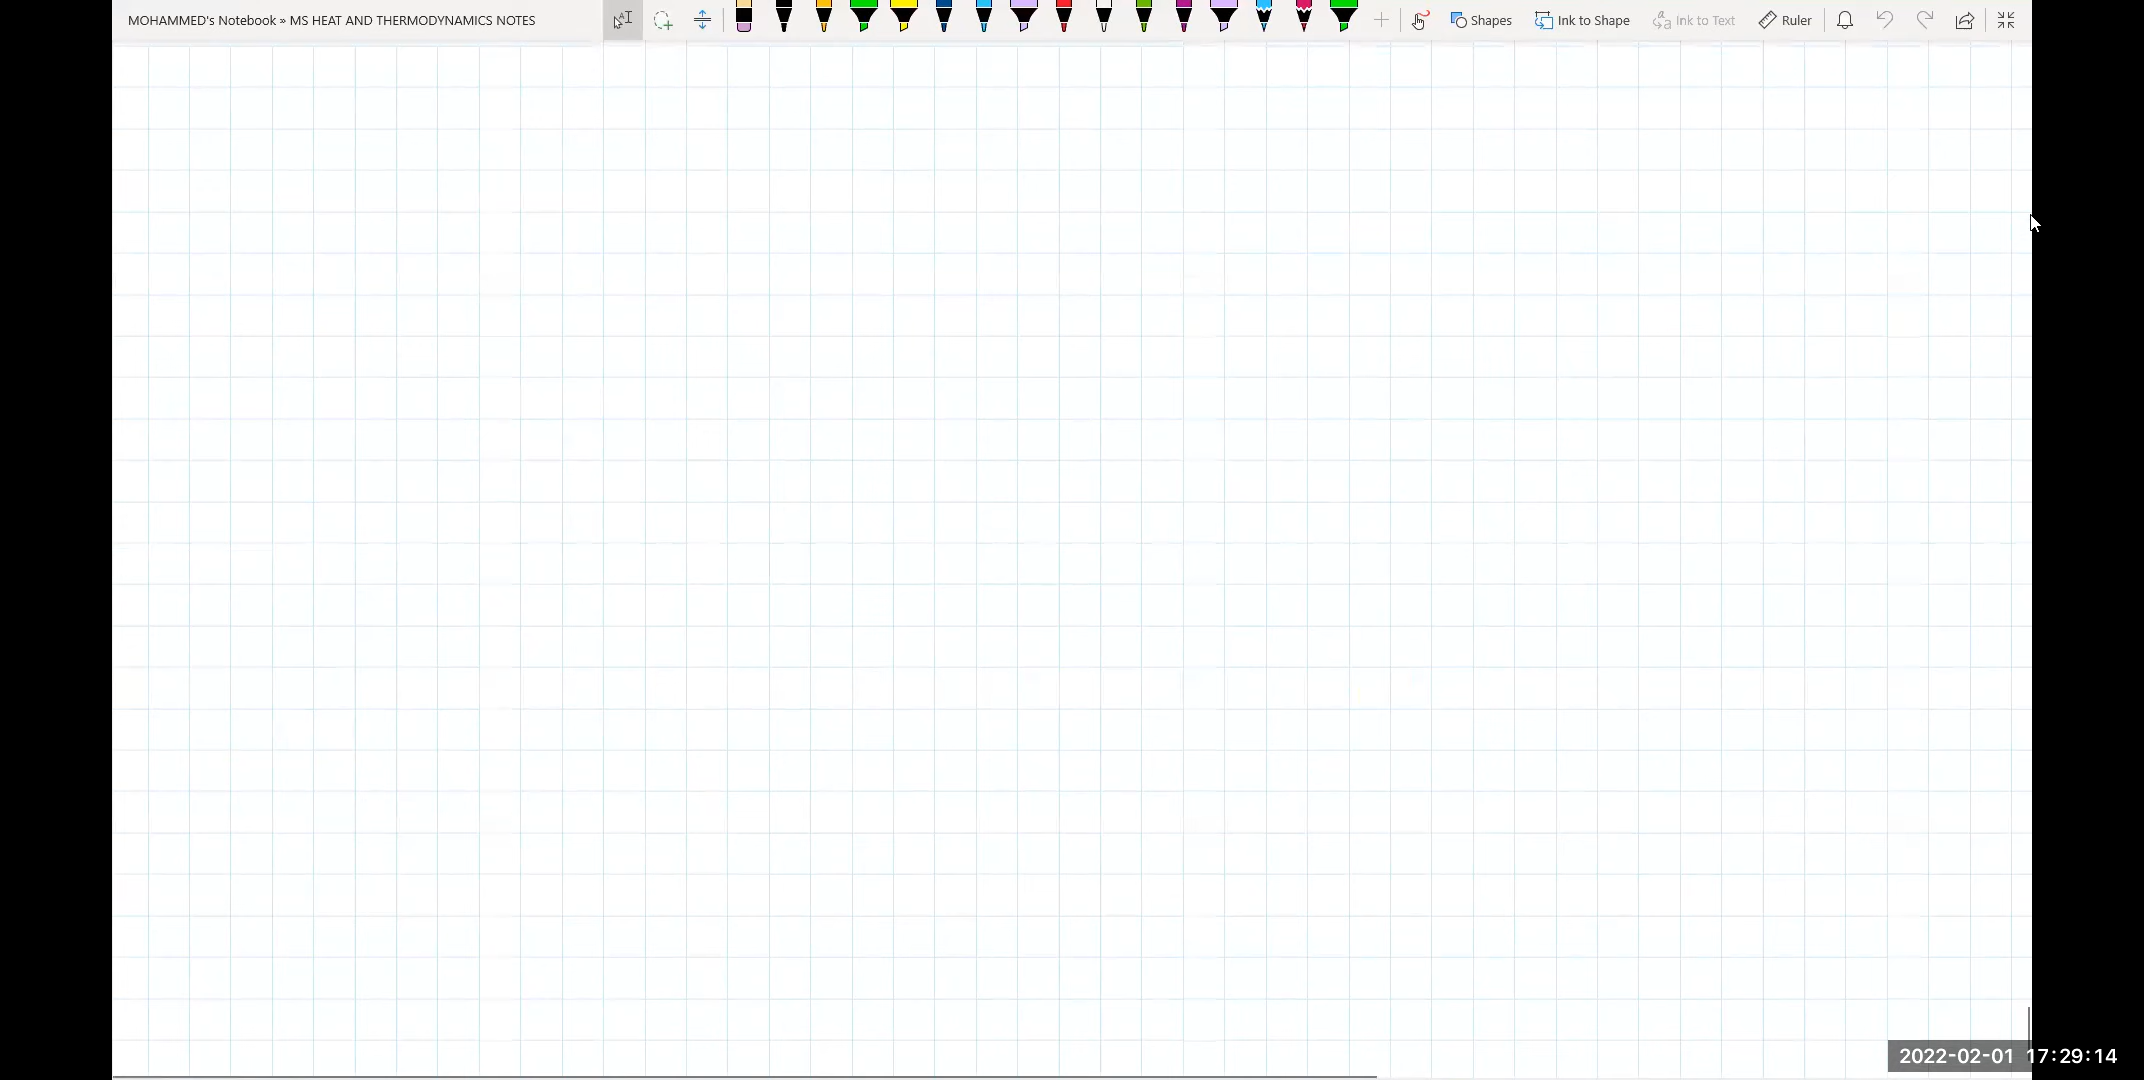 MOHAMMED's Notebook » MS HEAT AND THERMODYNAMICS NOTES
Shapes
Ink to Shape
Ink to Text
Ruler
2022-02-01 17:29:14